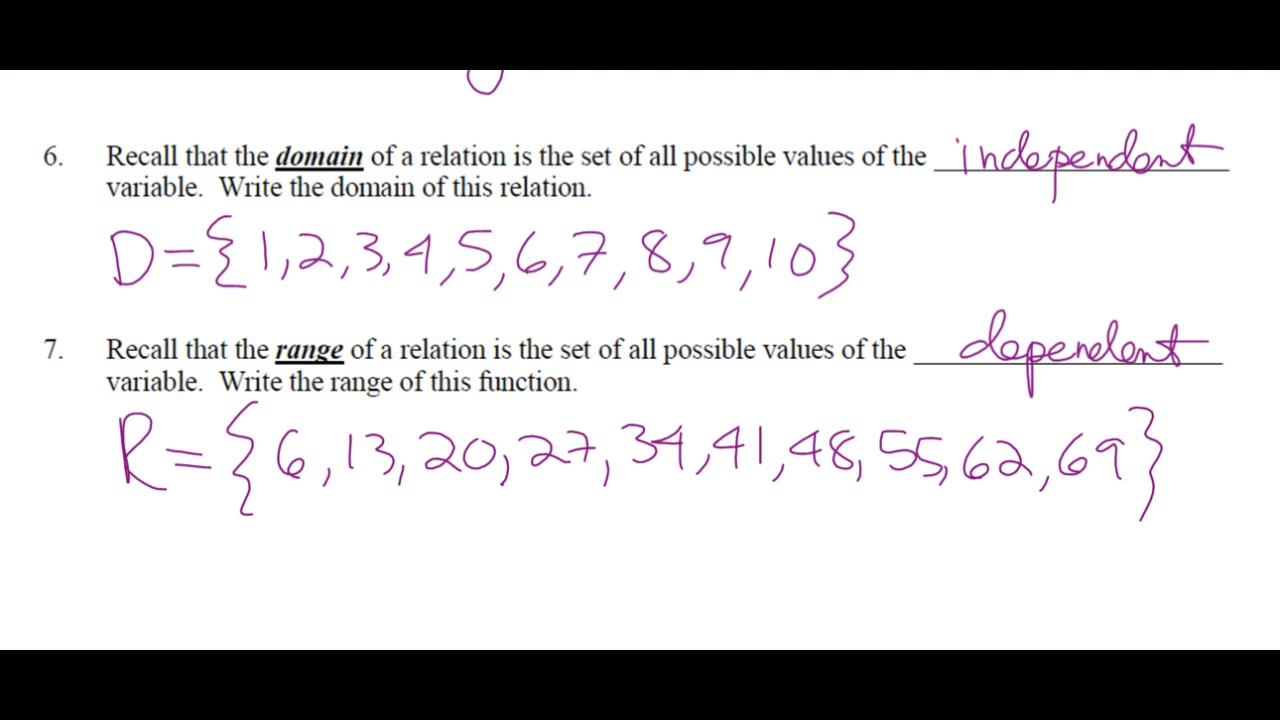 6. Recall that the domain of a relation is the set of all possible values of the independent
variable. Write the domain of this relation.
D={1,2,3,4,5,6,7,8,9,10}
7. Recall that the range of a relation is the set of all possible values of the dependent
variable. Write the range of this function.
R={6,13,20,27,34,41,48,55,62,69}